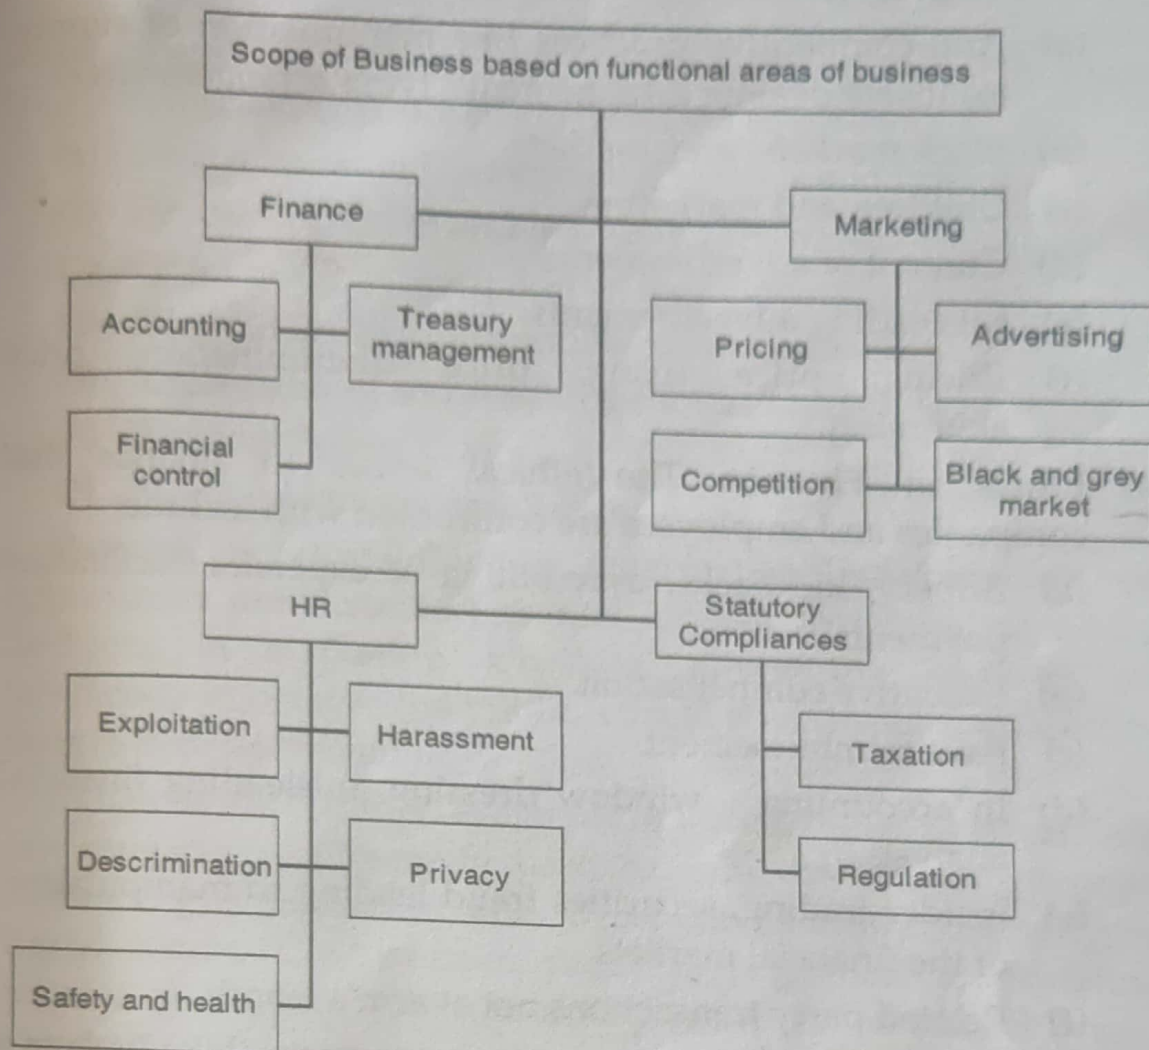 Scope of Business based on functional areas of business
Finance
Marketing
Accounting
Treasury
management
Pricing
Advertising
Financial
control
Competition
Black and grey
market
HR
Statutory
Compliances
Exploitation
Harassment
Taxation
Descrimination
Privacy
Regulation
Safety and health